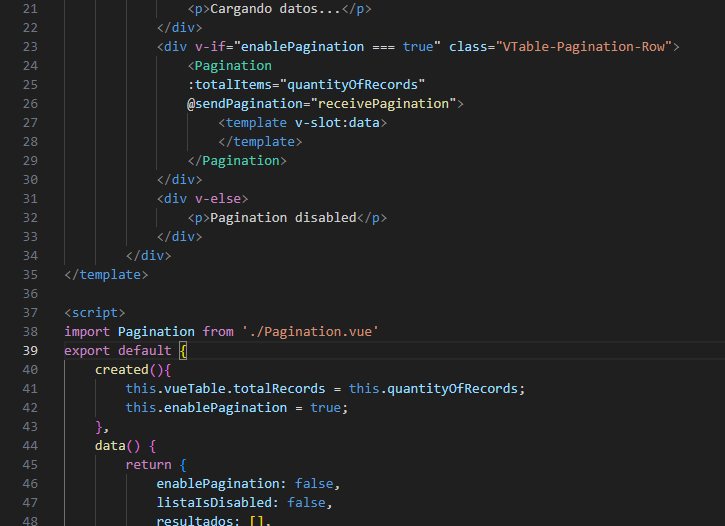 21 <p>Cargando datos...</p>
22 </div>
23 <div v-if="enablePagination === true" class="VTable-Pagination-Row">
24 <Pagination
25 :totalItems="quantityOfRecords"
26 @sendPagination="receivePagination">
27 <template v-slot:data>
28 </template>
29 </Pagination>
30 </div>
31 <div v-else>
32 <p>Pagination disabled</p>
33 </div>
34 </div>
35 </template>
36
37 <script>
38 import Pagination from './Pagination.vue'
39 export default {
40 created(){
41 this.vueTable.totalRecords = this.quantityOfRecords;
42 this.enablePagination = true;
43 },
44 data() {
45 return {
46 enablePagination: false,
47 listaIsDisabled: false,
48 resultados: [],